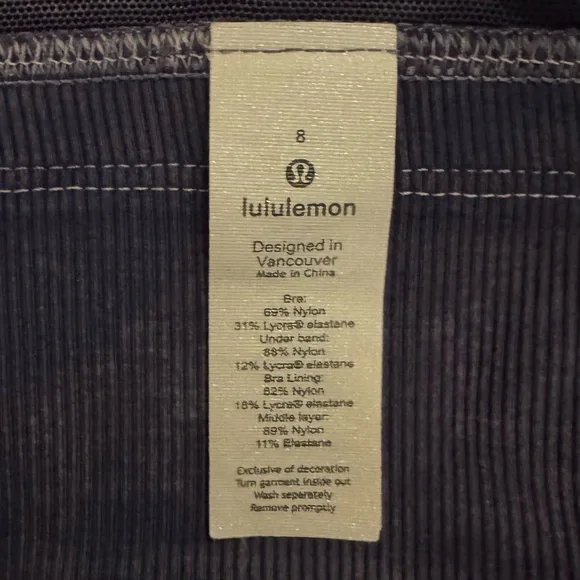 8
lululemon
Designed in
Vancouver
Made in China
Bra:
69% Nylon
31% Lycra® elastane
Under band:
88% Nylon
12% Lycra® elastane
Bra Lining:
82% Nylon
18% Lycra® elastane
Middle layer:
89% Nylon
11% Elastane
Exclusive of decoration
Turn garment inside out
Wash separately
Remove promptly